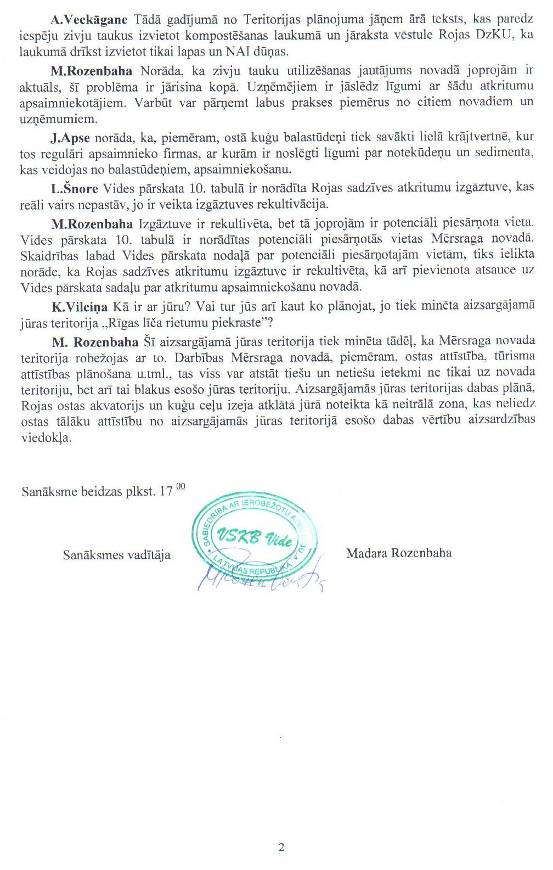 A.Veckāgane Tādā gadījumā no Teritorijas plānojuma jāņem ārā teksts, kas paredz
iespēju zivju taukus izvietot kompostēšanas laukumā un jāraksta vēstule Rojas DzKU, ka
laukumā drīkst izvietot tikai lapas un NAI dūņas.
M.Rozenbaha Norāda, ka zivju tauku utilizēšanas jautājums novadā joprojām ir
aktuāls, šī problēma ir jārisina kopā. Uzņēmējiem ir jāslēdz līgumi ar šādu atkritumu
apsaimniekotājiem. Varbūt var pārņemt labus prakses piemērus no citiem novadiem un
uzņēmumiem.
J.Apse norāda, ka, piemēram, ostā kuģu balastūdeņi tiek savākti lielā krājtvertnē, kur
tos regulāri apsaimnieko firmas, ar kurām ir noslēgti līgumi par notekūdeņu un sedimenta,
kas veidojas no balastūdeņiem, apsaimniekošanu.
L.Šnore Vides pārskata 10. tabulā ir norādīta Rojas sadzīves atkritumu izgāztuve, kas
reāli vairs nepastāv, jo ir veikta izgāztuves rekultivācija.
M.Rozenbaha Izgāztuve ir rekultivēta, bet tā joprojām ir potenciāli piesārņota vieta.
Vides pārskata 10. tabulā ir norādītas potenciāli piesārņotās vietas Mērsraga novadā.
Skaidrības labad Vides pārskata nodaļā par potenciāli piesārņotajām vietām, tiks ielikta
norāde, ka Rojas sadzīves atkritumu izgāztuve ir rekultivēta, kā arī pievienota atsauce uz
Vides pārskata sadaļu par atkritumu apsaimniekošanu novadā.
K.Vilciņa Kā ir ar jūru? Vai tur jūs arī kaut ko plānojat, jo tiek minēta aizsargājamā
jūras teritorija „Rīgas līča rietumu piekraste”?
M. Rozenbaha Šī aizsargājamā jūras teritorija tiek minēta tādēļ, ka Mērsraga novada
teritorija robežojas ar to. Darbības Mērsraga novadā, piemēram, ostas attīstība, tūrisma
attīstības plānošana u.tml., tas viss var atstāt tiešu un netiešu ietekmi ne tikai uz novada
teritoriju, bet arī tai blakus esošo jūras teritoriju. Aizsargājamās jūras teritorijas dabas plānā,
Rojas ostas akvatorijs un kuģu ceļu izeja atklātā jūrā noteikta kā neitrālā zona, kas neliedz
ostas tālāku attīstību no aizsargājamās jūras teritorijā esošo dabas vērtību aizsardzības
viedokļa.
Sanāksme beidzas plkst. 17 00
SABIEDRĪBA AR IEROBEŽOTU
VSKB Vide
LATVIJAS REPUBLIKA
Sanāksmes vadītāja Madara Rozenbaha
2